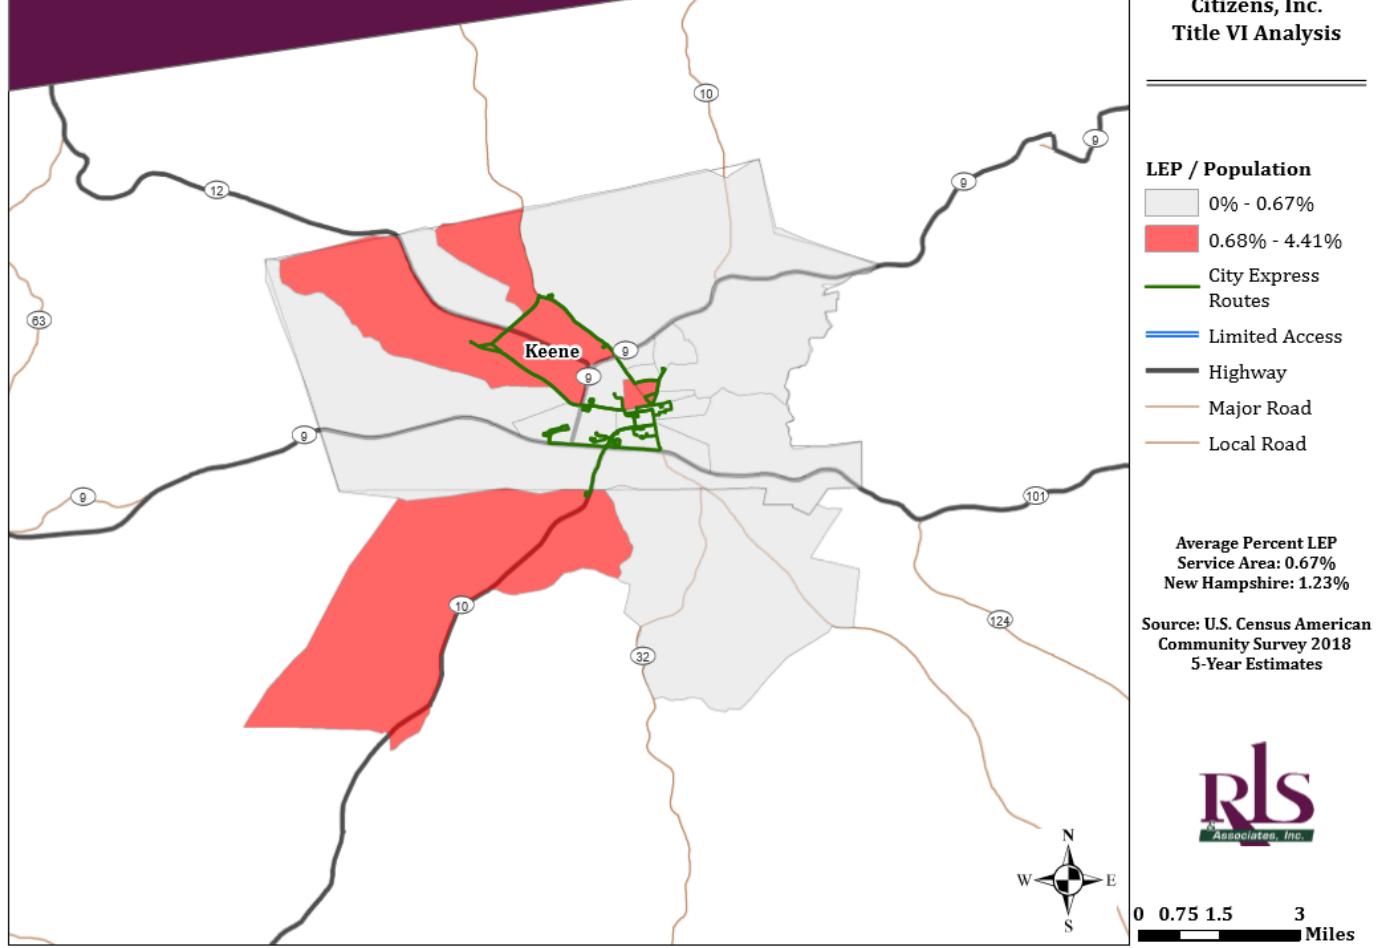 Citizens, Inc.
Title VI Analysis
LEP / Population
0% - 0.67%
0.68% - 4.41%
City Express
Routes
Limited Access
Highway
Major Road
Local Road
Average Percent LEP
Service Area: 0.67%
New Hampshire: 1.23%
Source: U.S. Census American
Community Survey 2018
5-Year Estimates
RLS
& Associates, Inc.
0 0.75 1.5 3
Miles
N
W E
S
10
9
9
12
63
9
Keene
9
9
9
101
10
124
32